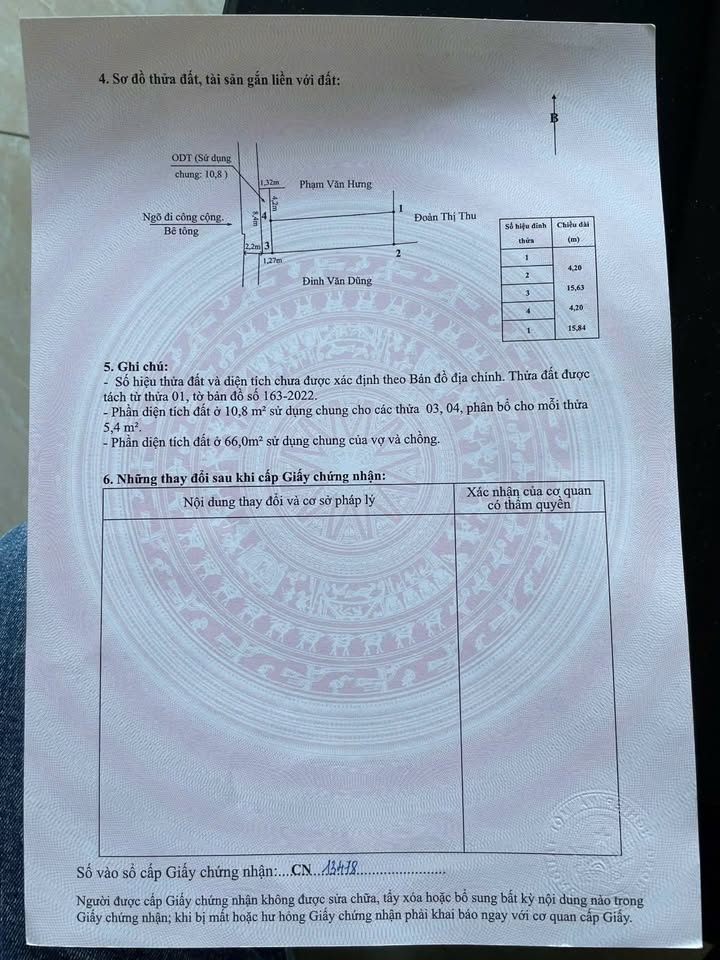 4. Sơ đồ thửa đất, tài sản gắn liền với đất:
B
ODT (Sử dụng
chung: 10,8 )
1,32m
Phạm Văn Hưng
4,2m
8,4m
4
1
Đoàn Thị Thu
Ngõ đi công cộng.
Bê tông
2,2m
3
1,27m
2
Đinh Văn Dũng
Số hiệu đỉnh thửa
Chiều dài (m)
1
4,20
2
15,63
3
4,20
4
15,84
1
5. Ghi chú:
- Số hiệu thửa đất và diện tích chưa được xác định theo Bản đồ địa chính. Thửa đất được
tách từ thửa 01, tờ bản đồ số 163-2022.
- Phần diện tích đất ở 10,8 m² sử dụng chung cho các thửa 03, 04, phân bổ cho mỗi thửa
5,4 m².
- Phần diện tích đất ở 66,0m² sử dụng chung của vợ và chồng.
6. Những thay đổi sau khi cấp Giấy chứng nhận:
Nội dung thay đổi và cơ sở pháp lý
Xác nhận của cơ quan
có thẩm quyền
Số vào sổ cấp Giấy chứng nhận:...CN...13478.........................
Người được cấp Giấy chứng nhận không được sửa chữa, tẩy xóa hoặc bổ sung bất kỳ nội dung nào trong
Giấy chứng nhận; khi bị mất hoặc hư hỏng Giấy chứng nhận phải khai báo ngay với cơ quan cấp Giấy.